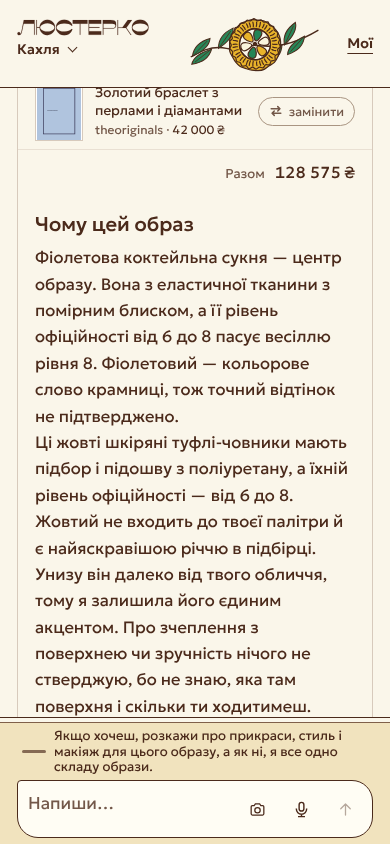 ЛЮСТЕРКО
Кахля
Мої
Золотий браслет з
перлами і діамантами
theoriginals · 42 000 ₴
замінити
Разом 128 575 ₴
Чому цей образ
Фіолетова коктейльна сукня — центр
образу. Вона з еластичної тканини з
помірним блиском, а її рівень
офіційності від 6 до 8 пасує весіллю
рівня 8. Фіолетовий — кольорове
слово крамниці, тож точний відтінок
не підтверджено.
Ці жовті шкіряні туфлі-човники мають
підбор і підошву з поліуретану, а їхній
рівень офіційності — від 6 до 8.
Жовтий не входить до твоєї палітри й
є найяскравішою річчю в підбірці.
Унизу він далеко від твого обличчя,
тому я залишила його єдиним
акцентом. Про зчеплення з
поверхнею чи зручність нічого не
стверджую, бо не знаю, яка там
поверхня і скільки ти ходитимеш.
Якщо хочеш, розкажи про прикраси, стиль і
макіяж для цього образу, а як ні, я все одно
складу образи.
Напиши…